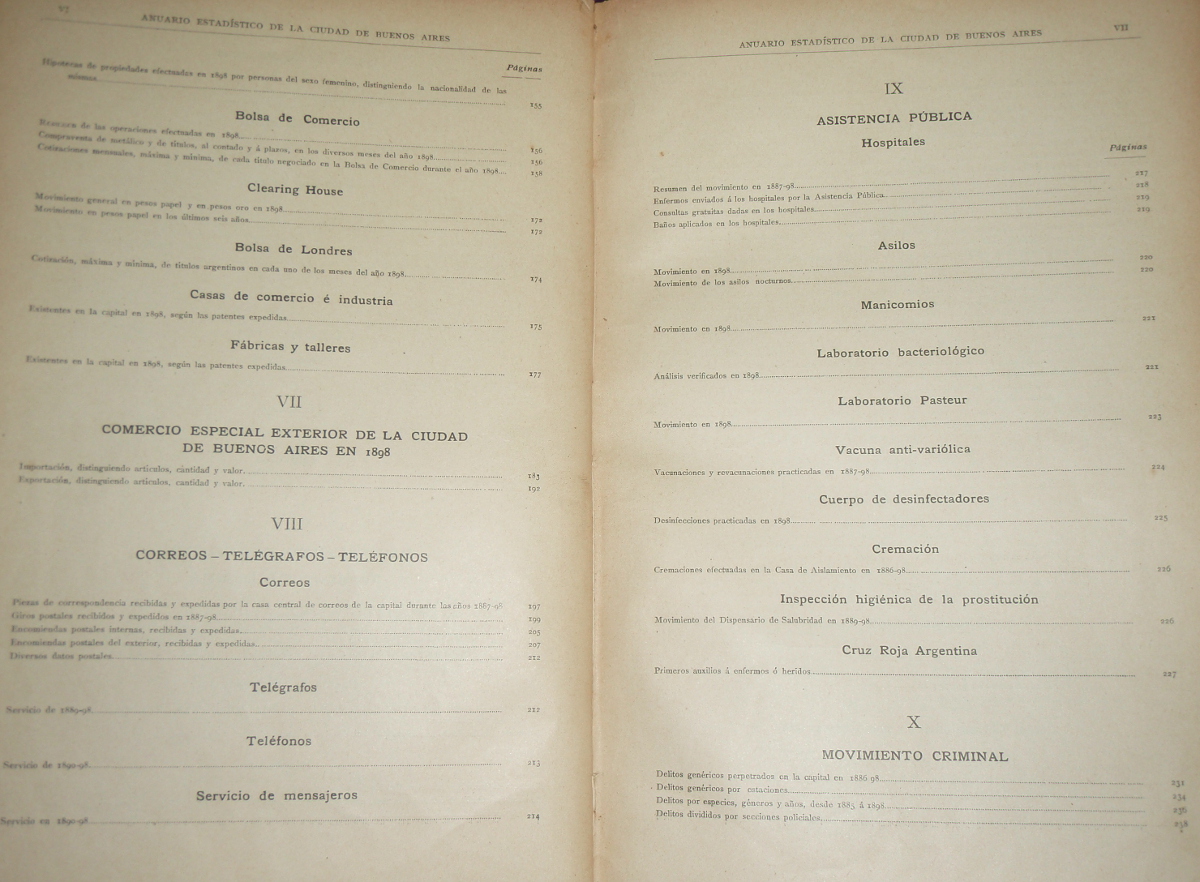 ANUARIO ESTADÍSTICO DE LA CIUDAD DE BUENOS AIRES
Páginas
Hipotecas de propiedades efectuadas en 1898 por personas del sexo femenino, distinguiendo la nacionalidad de las
mismas 155
Bolsa de Comercio
Resumen de las operaciones efectuadas en 1898 156
Compraventa de metálico y de títulos, al contado y á plazos, en los diversos meses del año 1898 156
Cotizaciones mensuales, máxima y mínima, de cada título negociado en la Bolsa de Comercio durante el año 1898 158
Clearing House
Movimiento general en pesos papel y en pesos oro en 1898 172
Movimiento en pesos papel en los últimos seis años 172
Bolsa de Londres
Cotización, máxima y mínima, de títulos argentinos en cada uno de los meses del año 1898 174
Casas de comercio é industria
Existentes en la capital en 1898, según las patentes expedidas 175
Fábricas y talleres
Existentes en la capital en 1898, según las patentes expedidas 177
VII
COMERCIO ESPECIAL EXTERIOR DE LA CIUDAD
DE BUENOS AIRES EN 1898
Importación, distinguiendo artículos, cantidad y valor. 183
Exportación, distinguiendo artículos, cantidad y valor. 192
VIII
CORREOS – TELÉGRAFOS – TELÉFONOS
Correos
Piezas de correspondencia recibidas y expedidas por la casa central de correos de la capital durante los años 1867-98 197
Giros postales recibidos y expedidos en 1887-98 199
Encomiendas postales internas, recibidas y expedidas. 205
Encomiendas postales del exterior, recibidas y expedidas 207
Diversos datos postales 212
Telégrafos
Servicio de 1889-98 212
Teléfonos
Servicio de 1890-98 213
Servicio de mensajeros
Servicio en 1890-98 214
ANUARIO ESTADÍSTICO DE LA CIUDAD DE BUENOS AIRES VII
IX
ASISTENCIA PÚBLICA
Hospitales
Páginas
Resumen del movimiento en 1887-98 217
Enfermos enviados á los hospitales por la Asistencia Pública 218
Consultas gratuitas dadas en los hospitales 219
Baños aplicados en los hospitales 219
Asilos
Movimiento en 1898 220
Movimiento de los asilos nocturnos 220
Manicomios
Movimiento en 1898 222
Laboratorio bacteriológico
Análisis verificados en 1898 222
Laboratorio Pasteur
Movimiento en 1898 223
Vacuna anti-variólica
Vacunaciones y revacunaciones practicadas en 1887-98 224
Cuerpo de desinfectadores
Desinfecciones practicadas en 1898 225
Cremación
Cremaciones efectuadas en la Casa de Aislamiento en 1886-98 226
Inspección higiénica de la prostitución
Movimiento del Dispensario de Salubridad en 1889-98 226
Cruz Roja Argentina
Primeros auxilios á enfermos ó heridos 227
X
MOVIMIENTO CRIMINAL
Delitos genéricos perpetrados en la capital en 1886-98 231
Delitos genéricos por estaciones 234
Delitos por especies, géneros y años, desde 1885 á 1898 236
Delitos divididos por secciones policiales 238